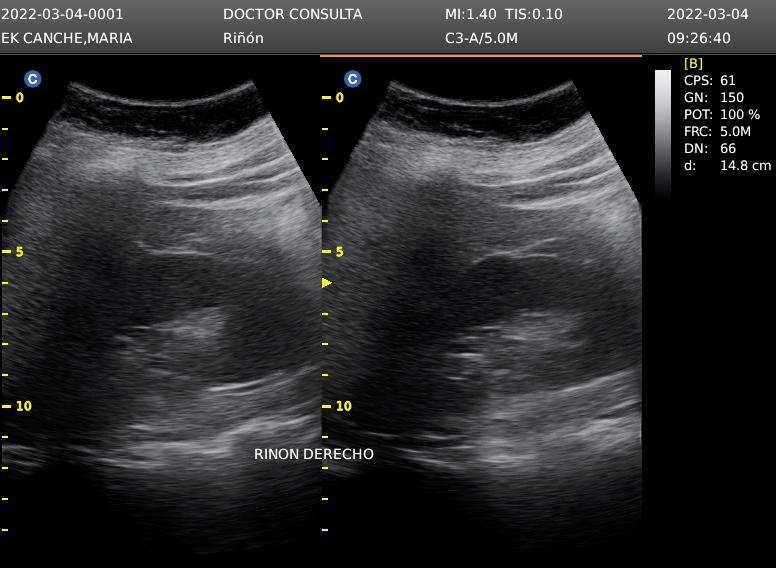 2022-03-04-0001 DOCTOR CONSULTA MI:1.40 TIS:0.10 2022-03-04
EK CANCHE,MARIA Riñón C3-A/5.0M 09:26:40
C C
[B]
CPS: 61
GN: 150
POT: 100 %
FRC: 5.0M
DN: 66
d: 14.8 cm
0 0
5 5
10 10
RINON DERECHO